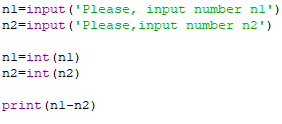 n1=input('Please, input number n1')
n2=input('Please,input number n2')
n1=int(n1)
n2=int(n2)
print(n1-n2)